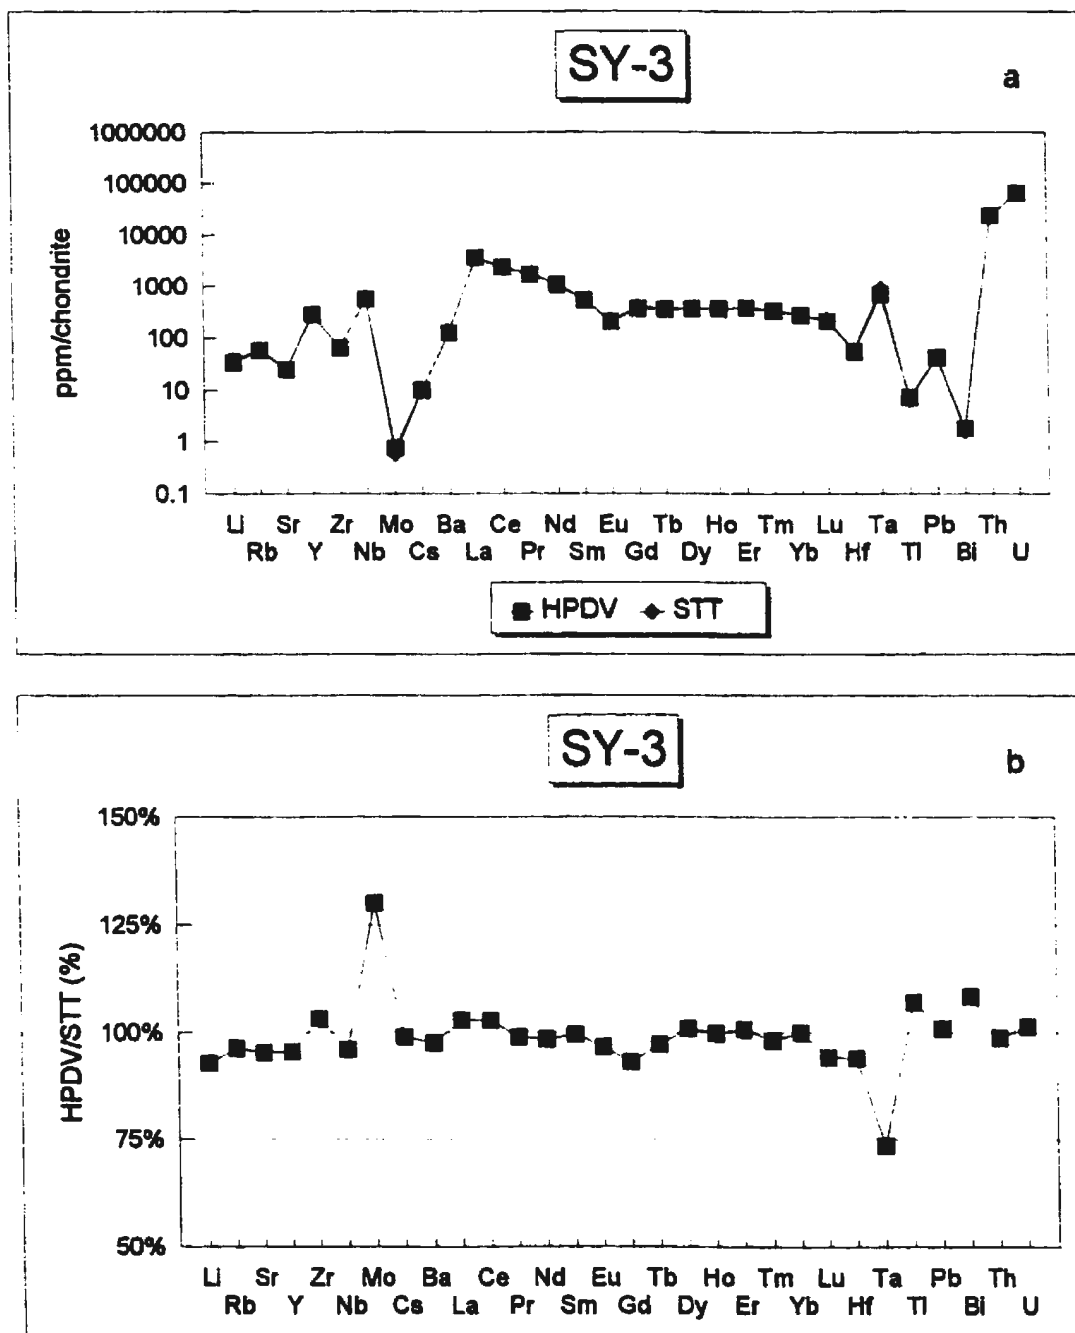 SY-3
a
1000000
100000
10000
1000
100
10
1
0.1
ppm/chondrite
Li Sr Zr Mo Ba Ce Nd Eu Tb Ho Tm Lu Ta Pb Th
Rb Y Nb Cs La Pr Sm Gd Dy Er Yb Hf Tl Bi U
HPDV STT
SY-3
b
150%
125%
100%
75%
50%
HPDV/STT (%)
Li Sr Zr Mo Ba Ce Nd Eu Tb Ho Tm Lu Ta Pb Th
Rb Y Nb Cs La Pr Sm Gd Dy Er Yb Hf Tl Bi U